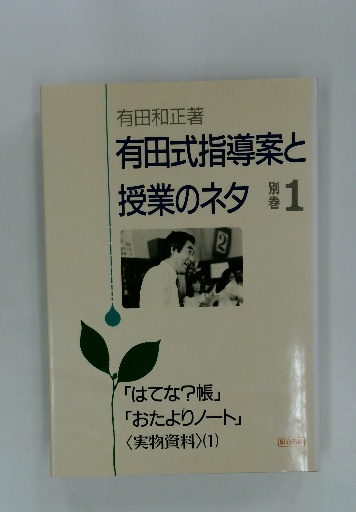 有田和正著
有田式指導案と
授業のネタ 別巻1
「はてな?帳」
「おたよりノート」
〈実物資料〉(1)